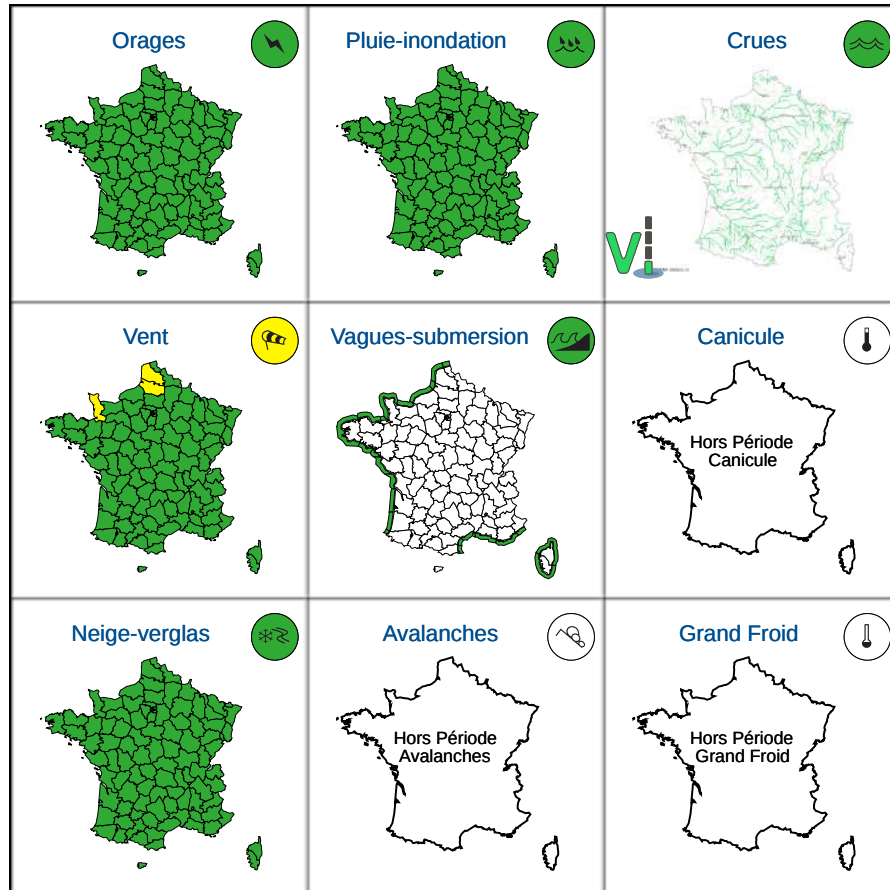 Orages
Pluie-inondation
Crues
Vent
Vagues-submersion
Canicule
Hors Période
Canicule
Neige-verglas
Avalanches
Grand Froid
Hors Période
Avalanches
Hors Période
Grand Froid